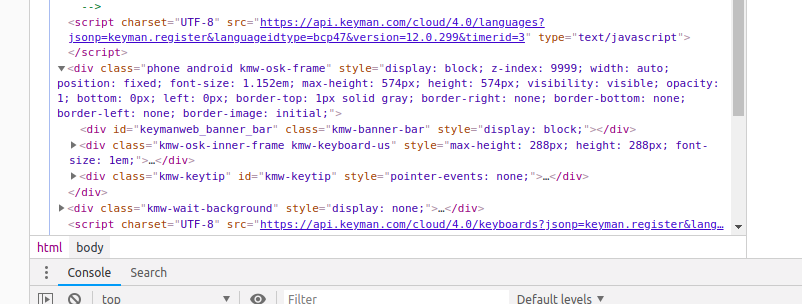 -->
<script charset="UTF-8" src="https://api.keyman.com/cloud/4.0/languages?
jsonp=keyman.register&languageidtype=bcp47&version=12.0.299&timerid=3" type="text/javascript">
</script>
▼<div class="phone android kmw-osk-frame" style="display: block; z-index: 9999; width: auto;
position: fixed; font-size: 1.152em; max-height: 574px; height: 574px; visibility: visible; opacity:
1; bottom: 0px; left: 0px; border-top: 1px solid gray; border-right: none; border-bottom: none;
border-left: none; border-image: initial;">
<div id="keymanweb_banner_bar" class="kmw-banner-bar" style="display: block;"></div>
▶<div class="kmw-osk-inner-frame kmw-keyboard-us" style="max-height: 288px; height: 288px; font-
size: 1em;">…</div>
▶<div class="kmw-keytip" id="kmw-keytip" style="pointer-events: none;">…</div>
</div>
▶<div class="kmw-wait-background" style="display: none;">…</div>
<script charset="UTF-8" src="https://api.keyman.com/cloud/4.0/keyboards?jsonp=keyman.register&lang…
html body
Console Search
top Filter Default levels ▼